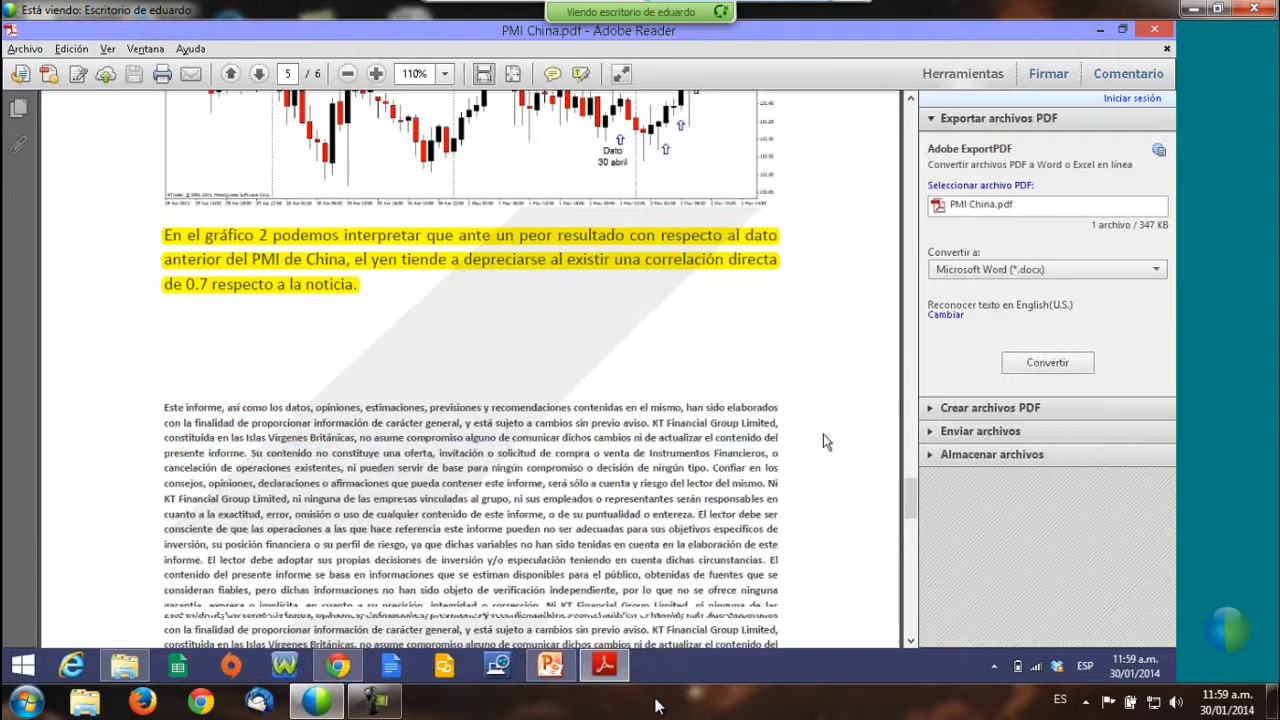 Está viendo: Escritorio de eduardo
Viendo escritorio de eduardo
PMI China.pdf - Adobe Reader
Archivo Edición Ver Ventana Ayuda
5 / 6 110%
Herramientas Firmar Comentario
Iniciar sesión
Exportar archivos PDF
Adobe ExportPDF
Convertir archivos PDF a Word o Excel en línea
Seleccionar archivo PDF:
PMI China.pdf
1 archivo / 347 KB
Convertir a:
Microsoft Word (*.docx)
Reconocer texto en English(U.S.)
Cambiar
Convertir
Crear archivos PDF
Enviar archivos
Almacenar archivos
Dato
30 abril
En el gráfico 2 podemos interpretar que ante un peor resultado con respecto al dato
anterior del PMI de China, el yen tiende a depreciarse al existir una correlación directa
de 0.7 respecto a la noticia.
Este informe, así como los datos, opiniones, estimaciones, previsiones y recomendaciones contenidas en el mismo, han sido elaborados
con la finalidad de proporcionar información de carácter general, y está sujeto a cambios sin previo aviso. KT Financial Group Limited,
constituida en las Islas Vírgenes Británicas, no asume compromiso alguno de comunicar dichos cambios ni de actualizar el contenido del
presente informe. Su contenido no constituye una oferta, invitación o solicitud de compra o venta de Instrumentos Financieros, o
cancelación de operaciones existentes, ni pueden servir de base para ningún compromiso o decisión de ningún tipo. Confiar en los
consejos, opiniones, declaraciones o afirmaciones que pueda contener este informe, será sólo a cuenta y riesgo del lector del mismo. Ni
KT Financial Group Limited, ni ninguna de las empresas vinculadas al grupo, ni sus empleados o representantes serán responsables en
cuanto a la exactitud, error, omisión o uso de cualquier contenido de este informe, o de su puntualidad o entereza. El lector debe ser
consciente de que las operaciones a las que hace referencia este informe pueden no ser adecuadas para sus objetivos específicos de
inversión, su posición financiera o su perfil de riesgo, ya que dichas variables no han sido tenidas en cuenta en la elaboración de este
informe. El lector debe adoptar sus propias decisiones de inversión y/o especulación teniendo en cuenta dichas circunstancias. El
contenido del presente informe se basa en informaciones que se estiman disponibles para el público, obtenidas de fuentes que se
consideran fiables, pero dichas informaciones no han sido objeto de verificación independiente, por lo que no se ofrece ninguna
garantía, expresa o implícita, en cuanto a su precisión, integridad o corrección. Ni KT Financial Group Limited, ni ninguna de las
con la finalidad de proporcionar información de carácter general, y está sujeto a cambios sin previo aviso. KT Financial Group Limited,
constituida en las Islas Vírgenes Británicas, no asume compromiso alguno de comunicar dichos cambios ni de actualizar el contenido del
ESP 11:59 a.m.
30/01/2014
ES 11:59 a.m.
30/01/2014